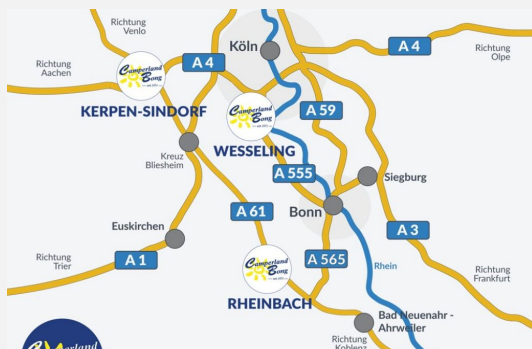 Richtung
Venlo
Köln
A 4
Richtung
Olpe
Richtung
Aachen
Camperland
Bong
A 4
KERPEN-SINDORF
A 59
Camperland
Bong
WESSELING
Kreuz
Bliesheim
A 555
Siegburg
A 61
Bonn
Euskirchen
A 3
A 1
Richtung
Trier
Camperland
Bong
A 565
Rhein
Richtung
Frankfurt
RHEINBACH
Bad Neuenahr -
Ahrweiler
Richtung
Koblenz